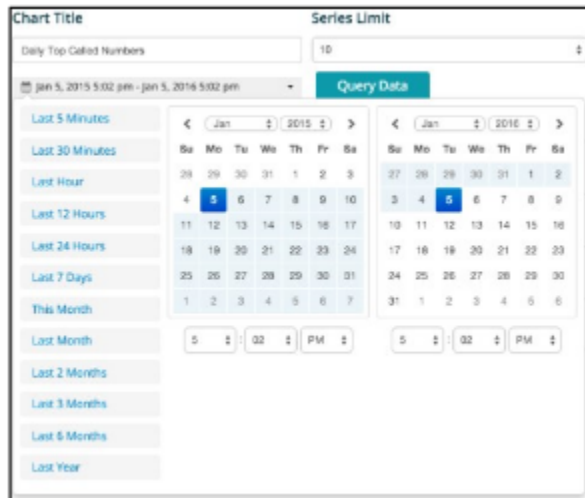 Chart Title
Series Limit
Daily Top Called Numbers
10
Jan 5, 2015 5:02 pm - Jan 5, 2016 5:02 pm
Query Data
Last 5 Minutes
Last 30 Minutes
Last Hour
Last 12 Hours
Last 24 Hours
Last 7 Days
This Month
Last Month
Last 2 Months
Last 3 Months
Last 6 Months
Last Year
< Jan 2015 >
Su Mo Tu We Th Fr Sa
28 29 30 31 1 2 3
4 5 6 7 8 9 10
11 12 13 14 15 16 17
18 19 20 21 22 23 24
25 26 27 28 29 30 31
1 2 3 4 5 6 7
5 : 02 PM
< Jan 2016 >
Su Mo Tu We Th Fr Sa
27 28 29 30 31 1 2
3 4 5 6 7 8 9
10 11 12 13 14 15 16
17 18 19 20 21 22 23
24 25 26 27 28 29 30
31 1 2 3 4 5 6
5 : 02 PM